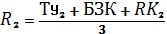 R₂ = (Ту₂ + БЗК + RK₂) / 3